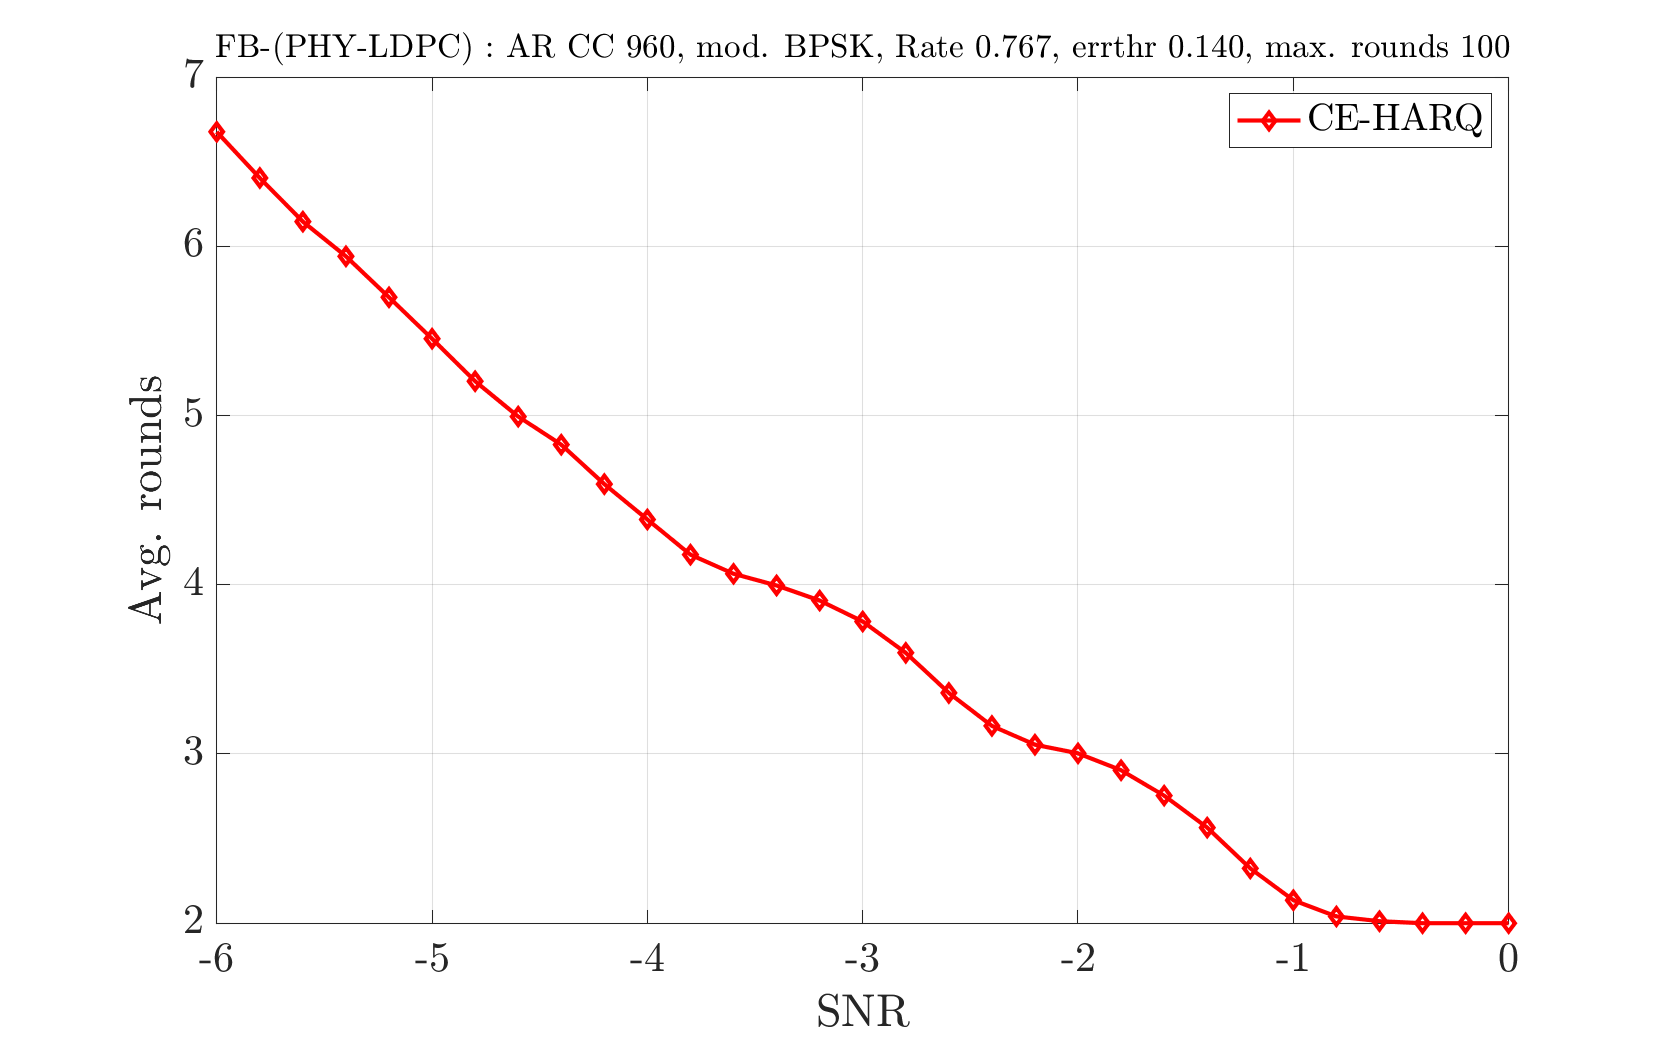 FB-(PHY-LDPC) : AR CC 960, mod. BPSK, Rate 0.767, errthr 0.140, max. rounds 100
CE-HARQ
7
6
5
4
3
2
Avg. rounds
-6 -5 -4 -3 -2 -1 0
SNR